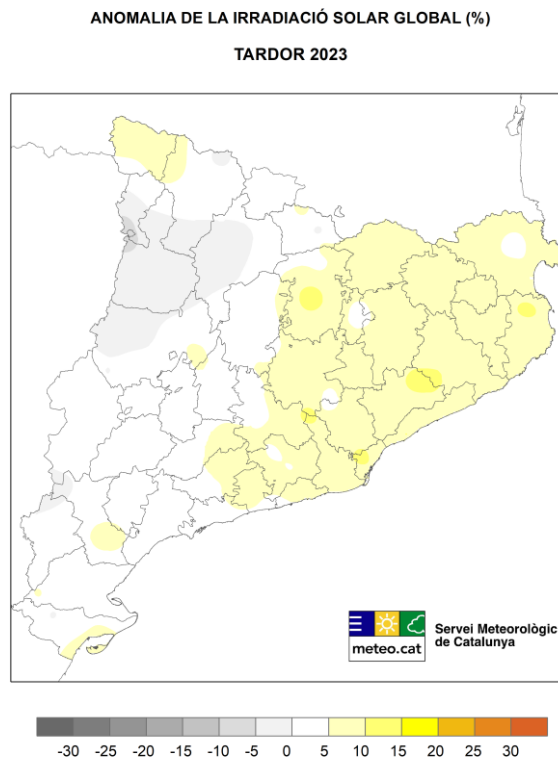 ANOMALIA DE LA IRRADIACIÓ SOLAR GLOBAL (%)
TARDOR 2023
meteo.cat
Servei Meteorològic
de Catalunya
-30 -25 -20 -15 -10 -5 0 5 10 15 20 25 30